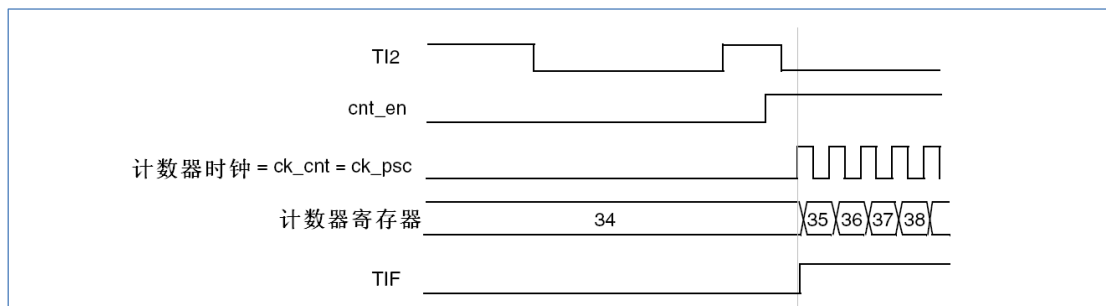 TI2
cnt_en
计数器时钟 = ck_cnt = ck_psc
计数器寄存器 34 35 36 37 38
TIF